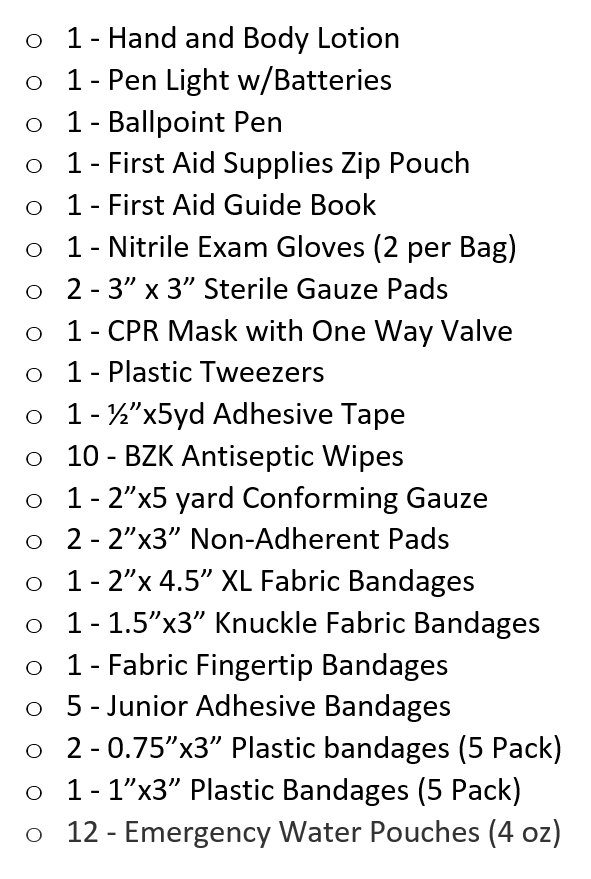 o 1 - Hand and Body Lotion
o 1 - Pen Light w/Batteries
o 1 - Ballpoint Pen
o 1 - First Aid Supplies Zip Pouch
o 1 - First Aid Guide Book
o 1 - Nitrile Exam Gloves (2 per Bag)
o 2 - 3” x 3” Sterile Gauze Pads
o 1 - CPR Mask with One Way Valve
o 1 - Plastic Tweezers
o 1 - ½”x5yd Adhesive Tape
o 10 - BZK Antiseptic Wipes
o 1 - 2”x5 yard Conforming Gauze
o 2 - 2”x3” Non-Adherent Pads
o 1 - 2”x 4.5” XL Fabric Bandages
o 1 - 1.5”x3” Knuckle Fabric Bandages
o 1 - Fabric Fingertip Bandages
o 5 - Junior Adhesive Bandages
o 2 - 0.75”x3” Plastic bandages (5 Pack)
o 1 - 1”x3” Plastic Bandages (5 Pack)
o 12 - Emergency Water Pouches (4 oz)